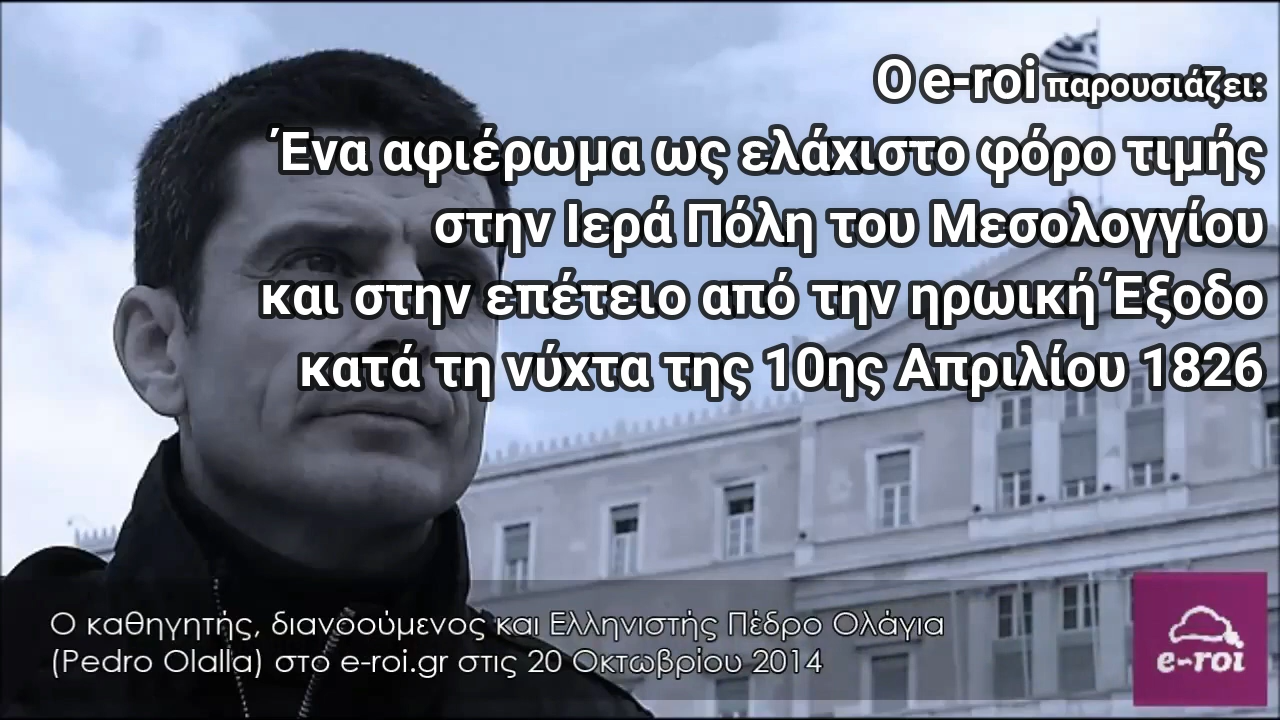 Ο e-roi παρουσιάζει:
Ένα αφιέρωμα ως ελάχιστο φόρο τιμής
στην Ιερά Πόλη του Μεσολογγίου
και στην επέτειο από την ηρωική Έξοδο
κατά τη νύχτα της 10ης Απριλίου 1826
Ο καθηγητής, διανοούμενος και Ελληνιστής Πέδρο Ολάγια
(Pedro Olalla) στο e-roi.gr στις 20 Οκτωβρίου 2014
e-roi